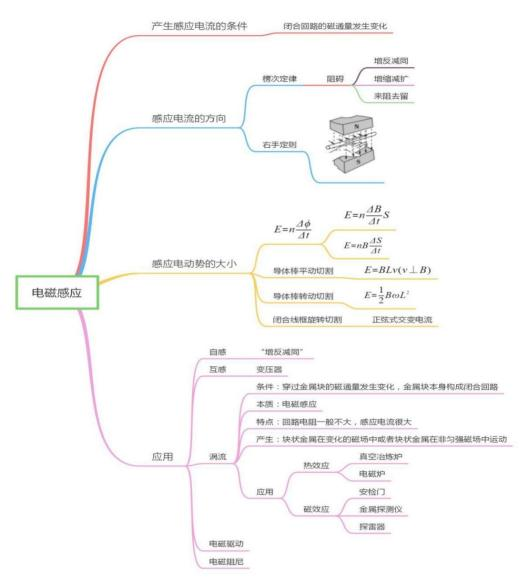 电磁感应
产生感应电流的条件
闭合回路的磁通量发生变化
感应电流的方向
楞次定律
阻碍
增反减同
增缩减扩
来阻去留
右手定则
N
S
感应电动势的大小
E=n Δϕ/Δt
E=n ΔB/Δt S
E=nB ΔS/Δt
导体棒平动切割
E=BLv(v⊥B)
导体棒转动切割
E=1/2 BωL²
闭合线框旋转切割
正弦式交变电流
应用
自感
“增反减同”
互感
变压器
涡流
条件：穿过金属块的磁通量发生变化，金属块本身构成闭合回路
本质：电磁感应
特点：回路电阻一般不大，感应电流很大
产生：块状金属在变化的磁场中或者块状金属在非匀强磁场中运动
应用
热效应
真空冶炼炉
电磁炉
磁效应
安检门
金属探测仪
探雷器
电磁驱动
电磁阻尼